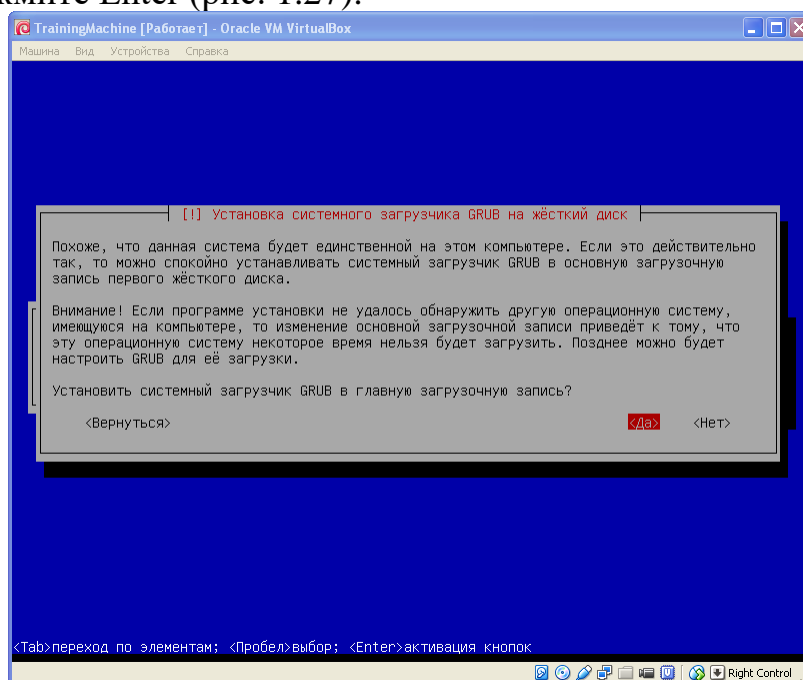 Enter (рис. 1.27).
TrainingMachine [Работает] - Oracle VM VirtualBox
Машина Вид Устройства Справка
[!] Установка системного загрузчика GRUB на жёсткий диск
Похоже, что данная система будет единственной на этом компьютере. Если это действительно
так, то можно спокойно устанавливать системный загрузчик GRUB в основную загрузочную
запись первого жёсткого диска.
Внимание! Если программе установки не удалось обнаружить другую операционную систему,
имеющуюся на компьютере, то изменение основной загрузочной записи приведёт к тому, что
эту операционную систему некоторое время нельзя будет загрузить. Позднее можно будет
настроить GRUB для её загрузки.
Установить системный загрузчик GRUB в главную загрузочную запись?
<Вернуться> <Да> <Нет>
<Tab>переход по элементам; <Пробел>выбор; <Enter>активация кнопок
Right Control